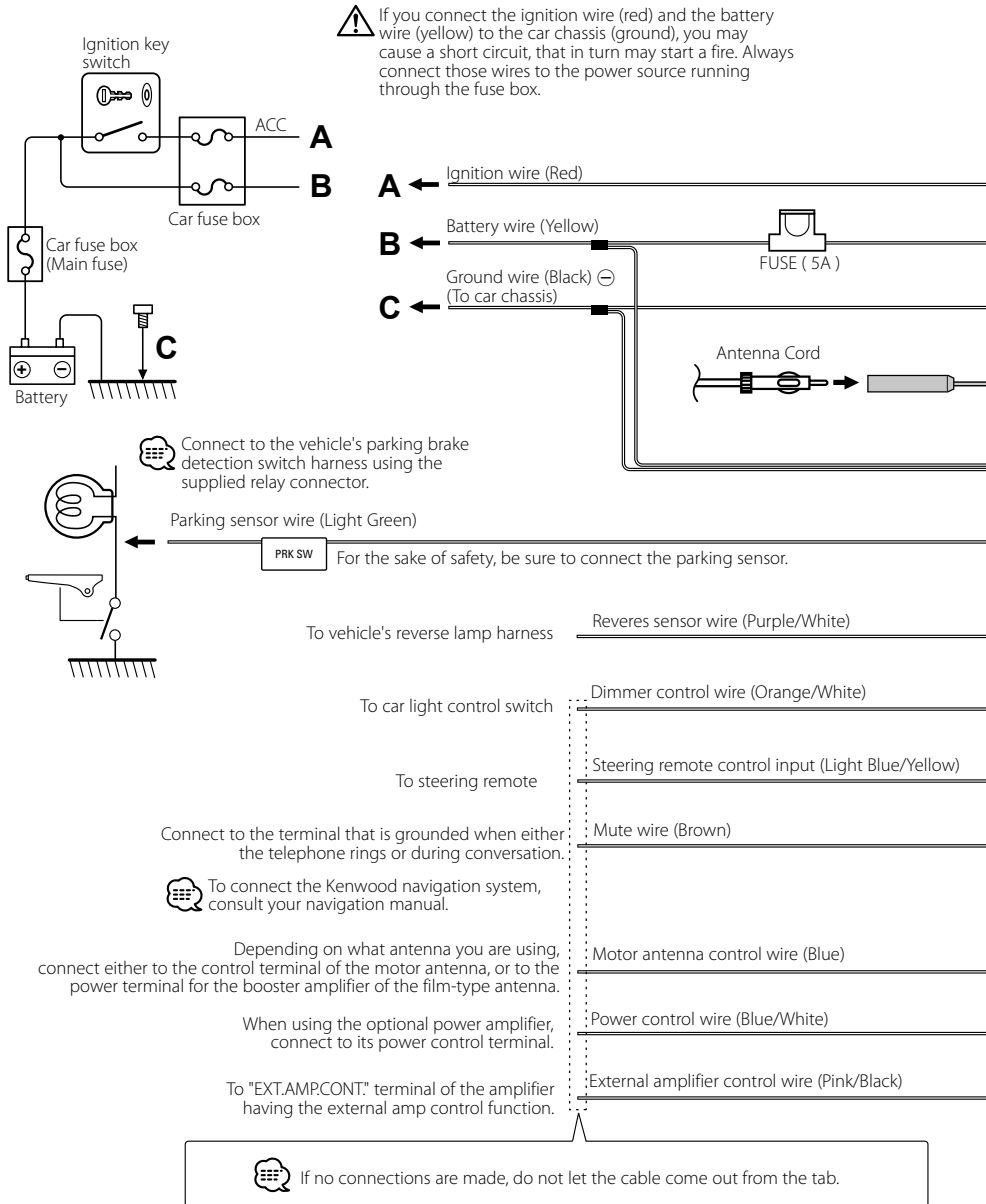 If you connect the ignition wire (red) and the battery
wire (yellow) to the car chassis (ground), you may
cause a short circuit, that in turn may start a fire. Always
connect those wires to the power source running
through the fuse box.
Ignition key
switch
ACC
A
B
Car fuse box
Car fuse box
(Main fuse)
C
Battery
A
Ignition wire (Red)
B
Battery wire (Yellow)
FUSE ( 5A )
C
Ground wire (Black) ⊖
(To car chassis)
Antenna Cord
Connect to the vehicle's parking brake
detection switch harness using the
supplied relay connector.
Parking sensor wire (Light Green)
PRK SW
For the sake of safety, be sure to connect the parking sensor.
To vehicle's reverse lamp harness
Reveres sensor wire (Purple/White)
To car light control switch
Dimmer control wire (Orange/White)
To steering remote
Steering remote control input (Light Blue/Yellow)
Connect to the terminal that is grounded when either
the telephone rings or during conversation.
Mute wire (Brown)
To connect the Kenwood navigation system,
consult your navigation manual.
Depending on what antenna you are using,
connect either to the control terminal of the motor antenna, or to the
power terminal for the booster amplifier of the film-type antenna.
Motor antenna control wire (Blue)
When using the optional power amplifier,
connect to its power control terminal.
Power control wire (Blue/White)
To "EXT.AMP.CONT." terminal of the amplifier
having the external amp control function.
External amplifier control wire (Pink/Black)
If no connections are made, do not let the cable come out from the tab.